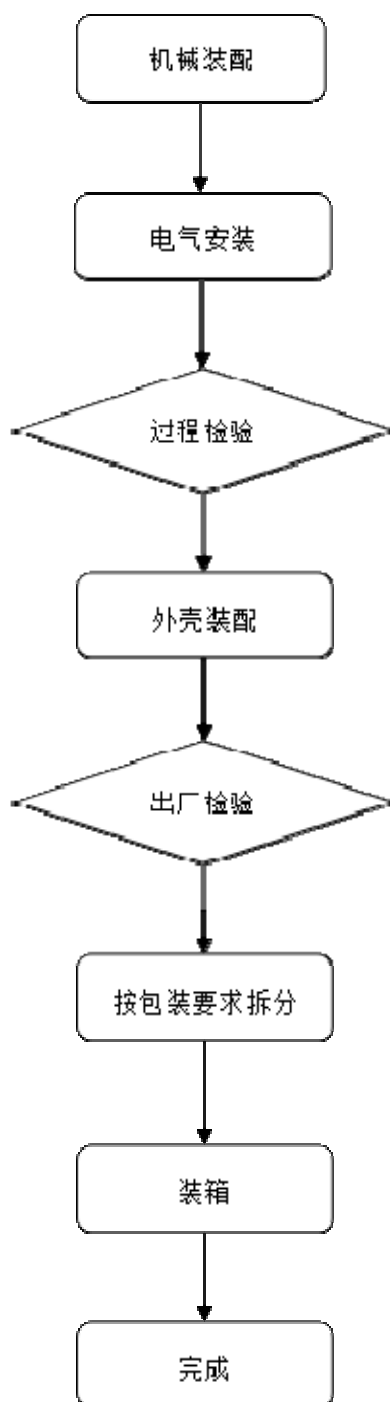 机械装配
电气安装
过程检验
外壳装配
出厂检验
按包装要求拆分
装箱
完成